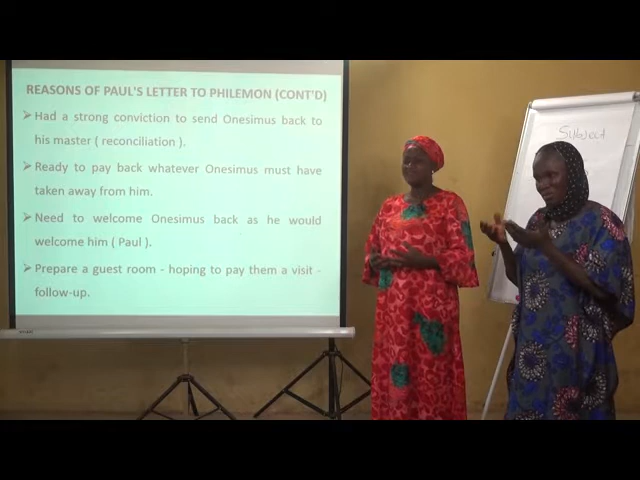 REASONS OF PAUL'S LETTER TO PHILEMON (CONT'D)
➢ Had a strong conviction to send Onesimus back to
his master ( reconciliation ).
➢ Ready to pay back whatever Onesimus must have
taken away from him.
➢ Need to welcome Onesimus back as he would
welcome him ( Paul ).
➢ Prepare a guest room - hoping to pay them a visit -
follow-up.
Subject